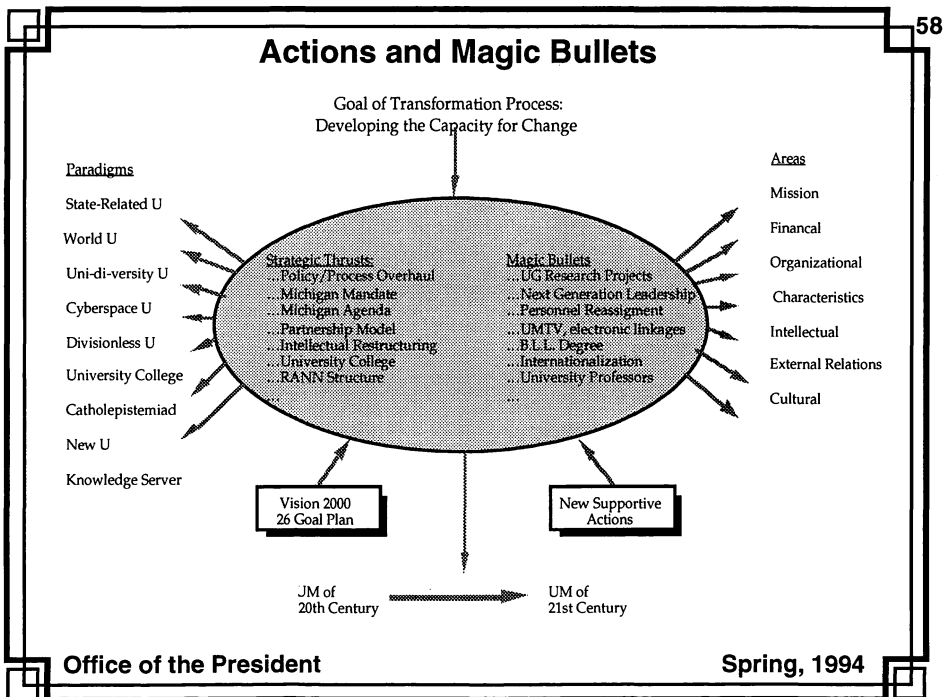 58
Actions and Magic Bullets
Goal of Transformation Process:
Developing the Capacity for Change
Paradigms
State-Related U
World U
Uni-di-versity U
Cyberspace U
Divisionless U
University College
Catholepistemiad
New U
Knowledge Server
Strategic Thrusts:
...Policy/Process Overhaul
...Michigan Mandate
...Michigan Agenda
...Partnership Model
...Intellectual Restructuring
...University College
...RANN Structure
...
Magic Bullets
...UG Research Projects
...Next Generation Leadership
...Personnel Reassigment
...UMTV, electronic linkages
...B.L.L. Degree
...Internationalization
...University Professors
...
Areas
Mission
Financal
Organizational
Characteristics
Intellectual
External Relations
Cultural
Vision 2000
26 Goal Plan
New Supportive
Actions
UM of
20th Century
UM of
21st Century
Office of the President
Spring, 1994